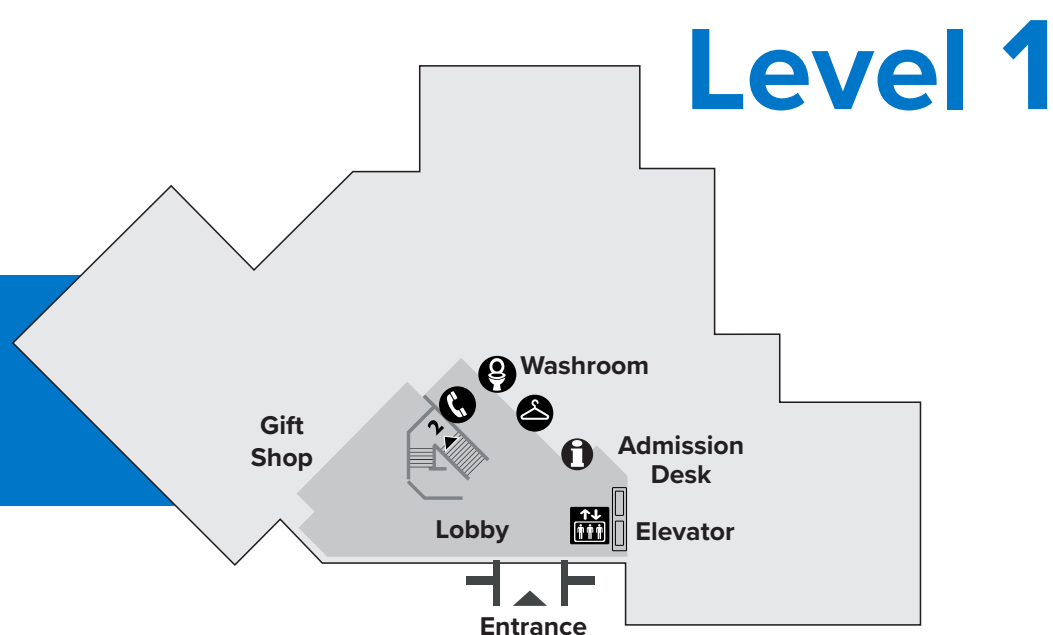 Level 1
Washroom
Gift
Shop
2
Admission
Desk
Lobby
Elevator
Entrance